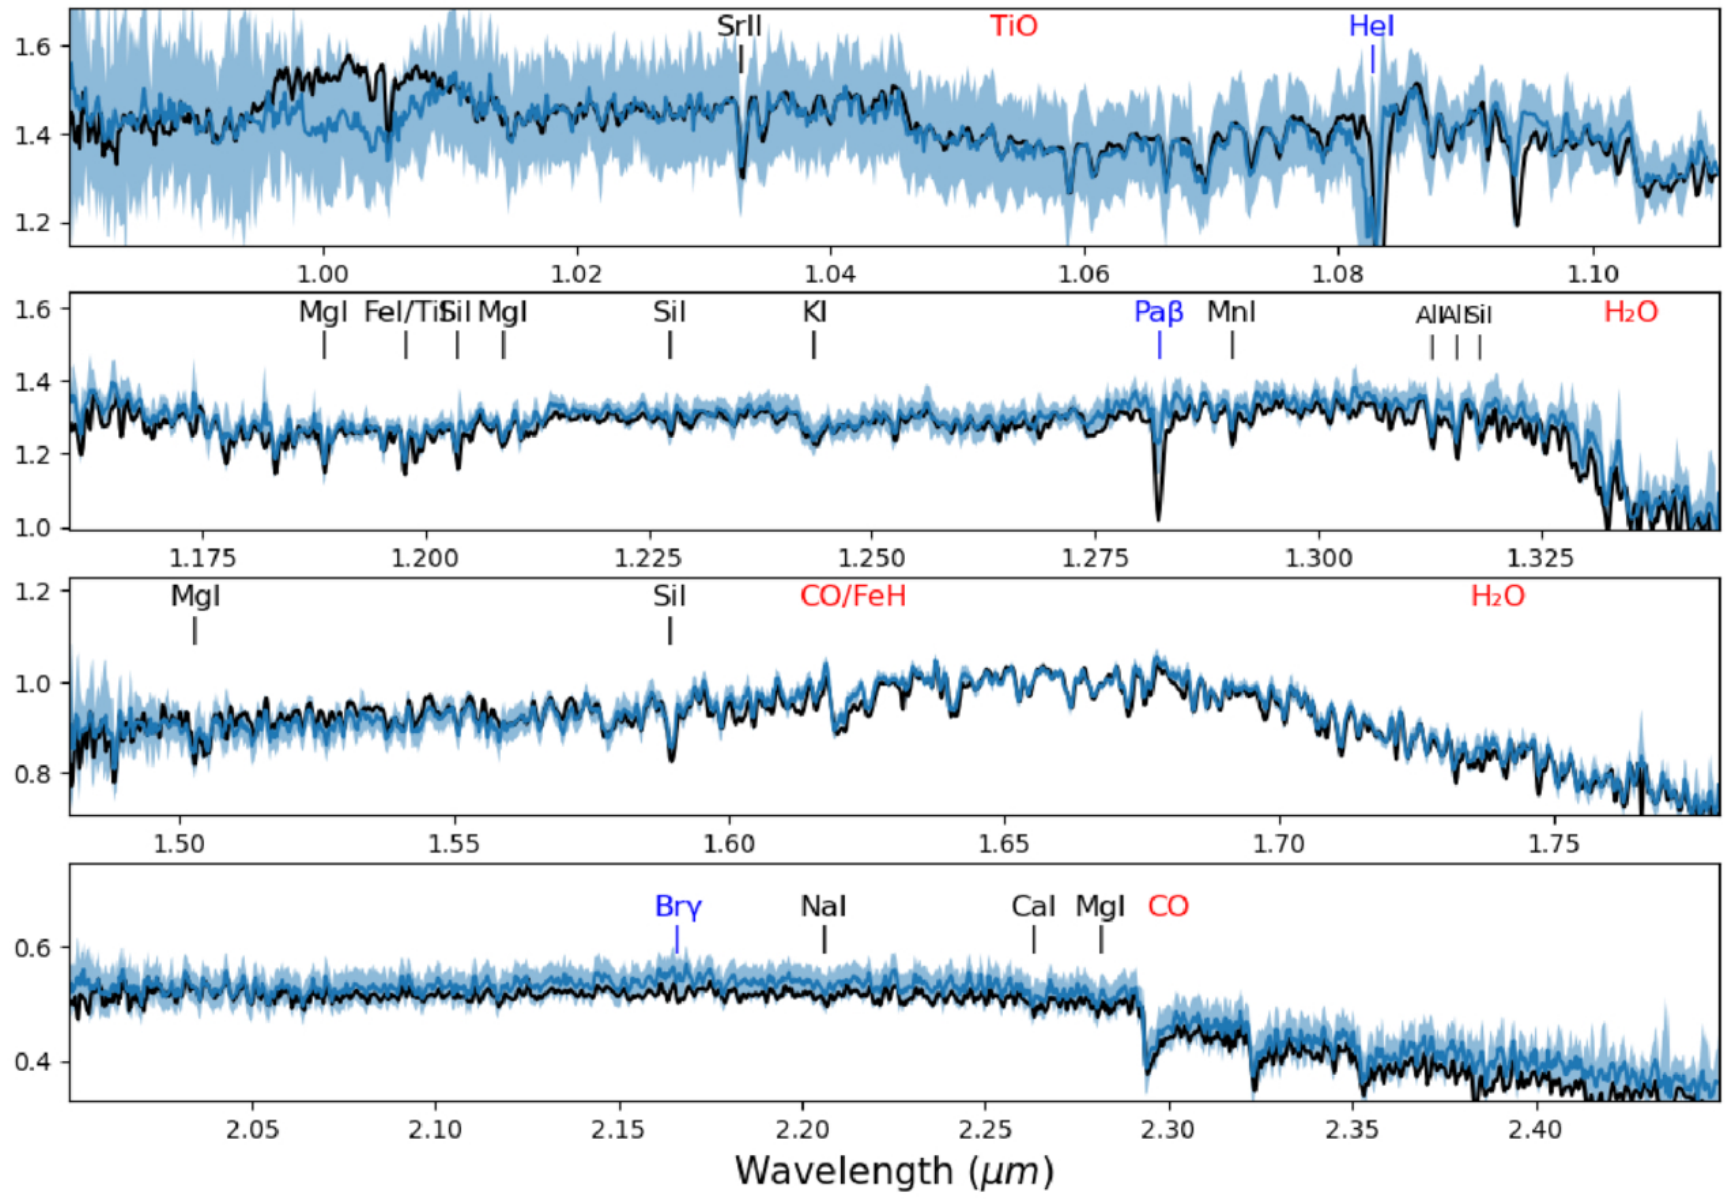 SrII TiO HeI
1.6
1.4
1.2
1.00 1.02 1.04 1.06 1.08 1.10
MgI FeI/TiI SiI MgI SiI KI Paβ MnI AlI AlI SiI H₂O
1.6
1.4
1.2
1.0
1.175 1.200 1.225 1.250 1.275 1.300 1.325
MgI SiI CO/FeH H₂O
1.2
1.0
0.8
1.50 1.55 1.60 1.65 1.70 1.75
Brγ NaI CaI MgI CO
0.6
0.4
2.05 2.10 2.15 2.20 2.25 2.30 2.35 2.40
Wavelength (μm)